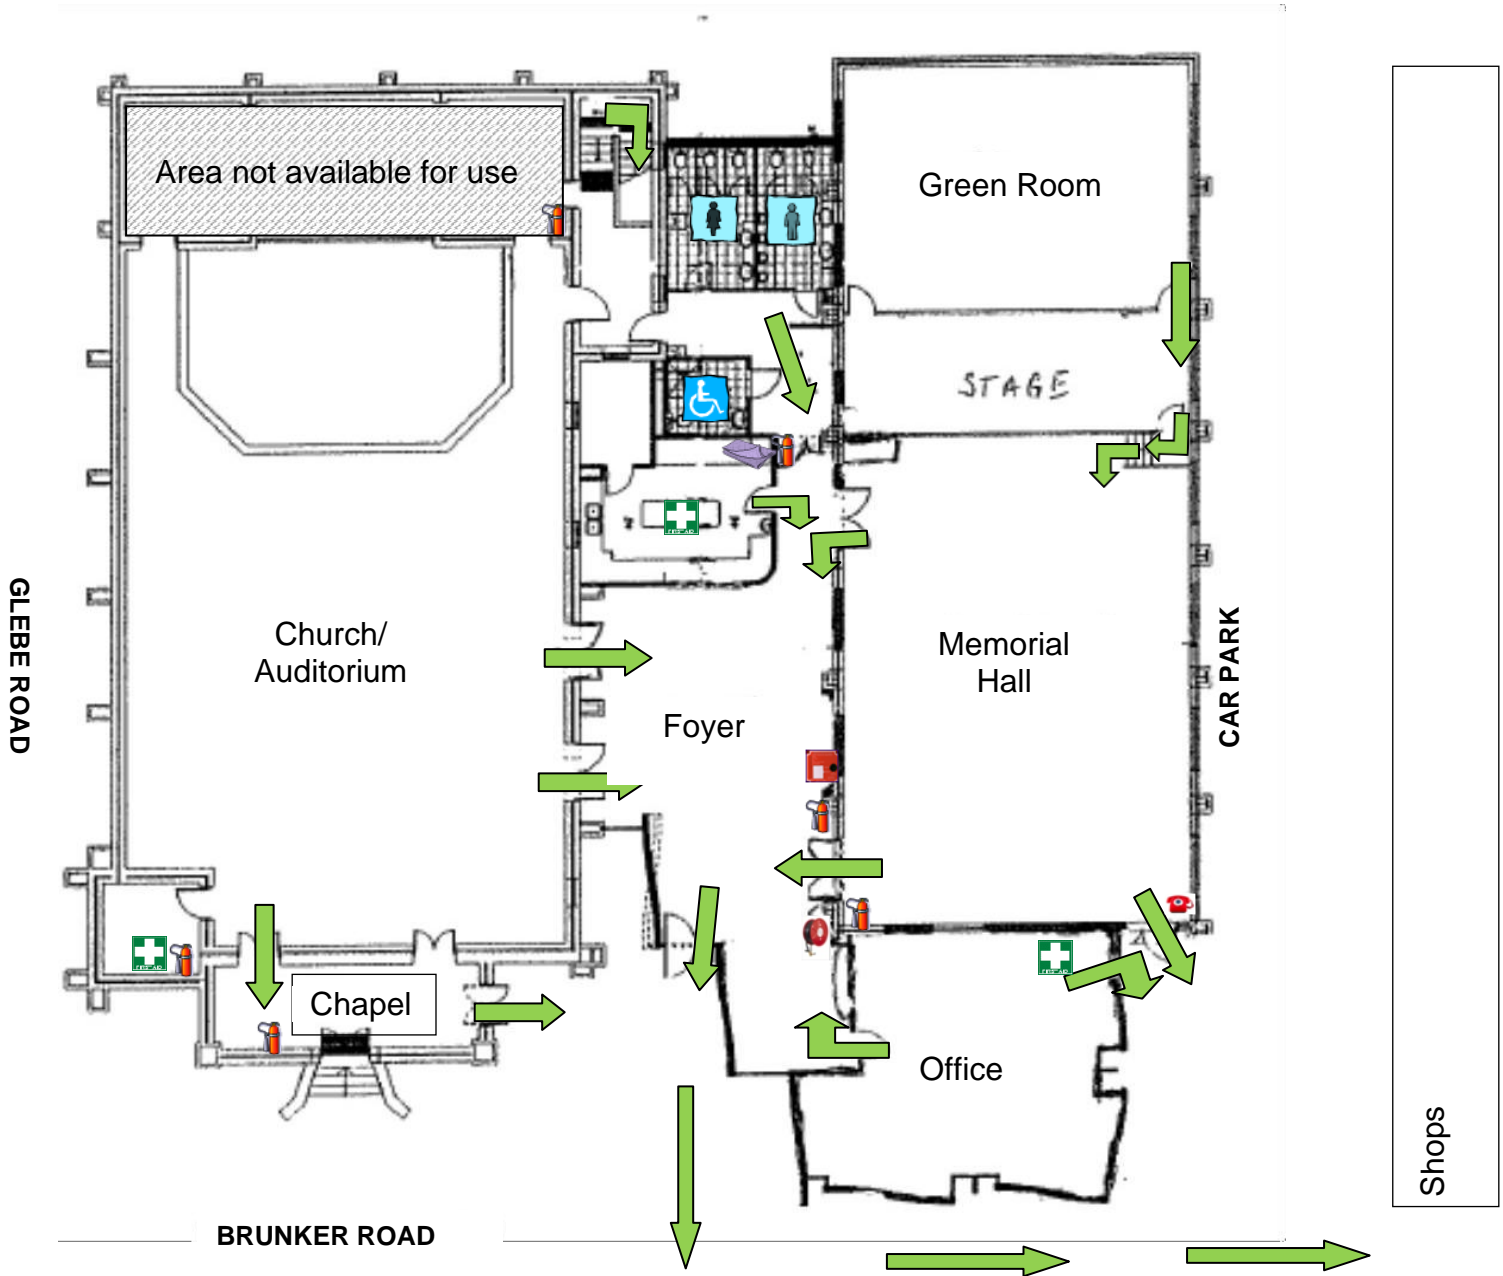 Area not available for use
Green Room
STAGE
GLEBE ROAD
Church/
Auditorium
Memorial
Hall
CAR PARK
Foyer
Chapel
Office
Shops
BRUNKER ROAD